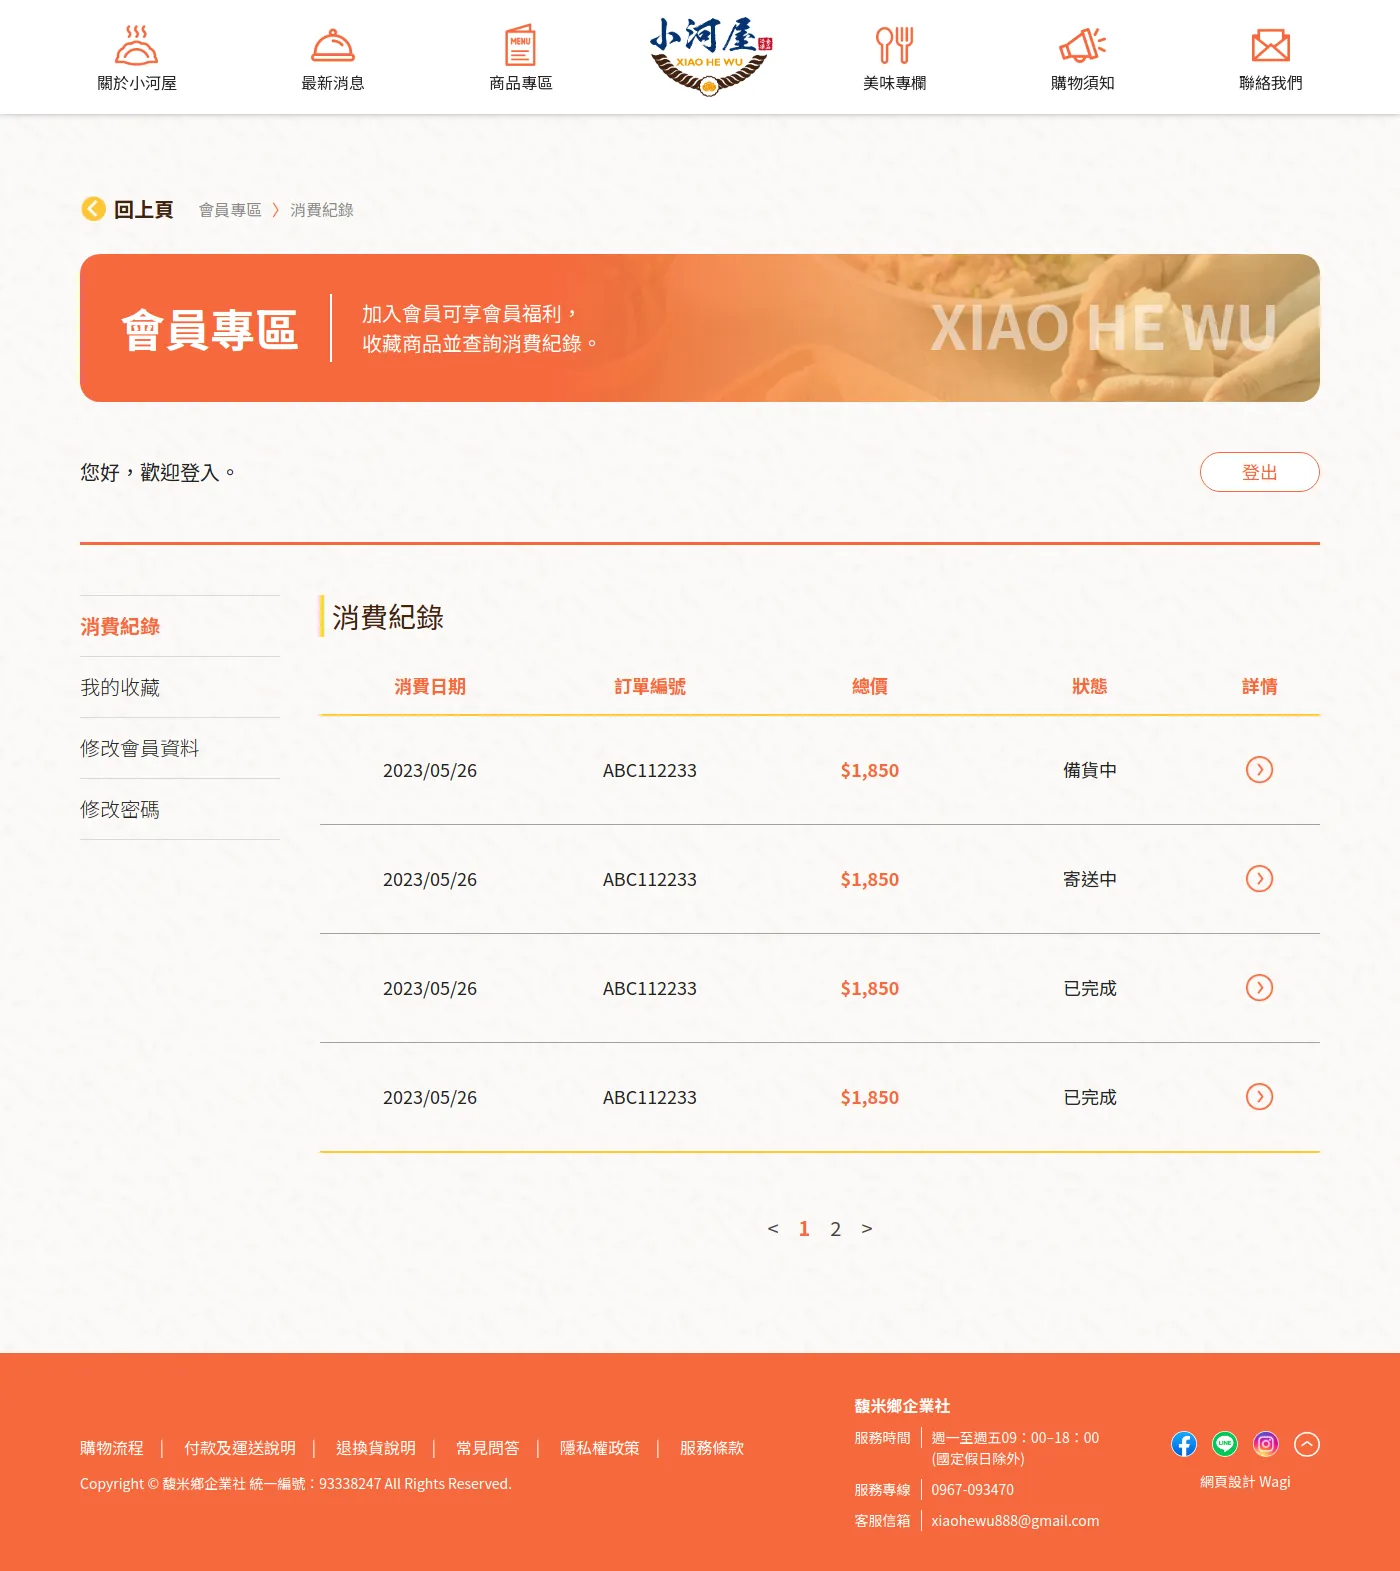 關於小河屋
最新消息
MENU
商品專區
小河屋
XIAO HE WU
美味專欄
購物須知
聯絡我們
回上頁
會員專區 〉 消費紀錄
會員專區
加入會員可享會員福利，
收藏商品並查詢消費紀錄。
XIAO HE WU
您好，歡迎登入。
登出
消費紀錄
我的收藏
修改會員資料
修改密碼
消費紀錄
消費日期 訂單編號 總價 狀態 詳情
2023/05/26 ABC112233 $1,850 備貨中
2023/05/26 ABC112233 $1,850 寄送中
2023/05/26 ABC112233 $1,850 已完成
2023/05/26 ABC112233 $1,850 已完成
< 1 2 >
購物流程 | 付款及運送說明 | 退換貨說明 | 常見問答 | 隱私權政策 | 服務條款
Copyright © 馥米鄉企業社 統一編號：93338247 All Rights Reserved.
馥米鄉企業社
服務時間 週一至週五09：00–18：00
(國定假日除外)
服務專線 0967-093470
客服信箱 xiaohewu888@gmail.com
LINE
網頁設計 Wagi